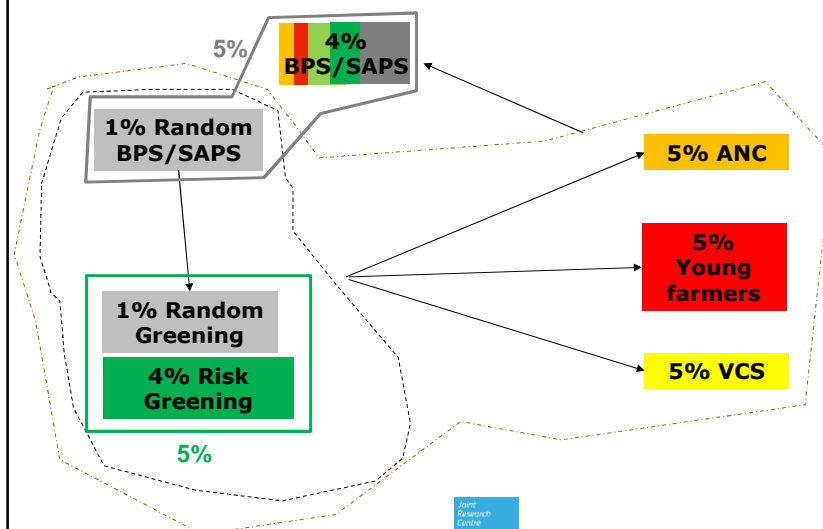 5%
4%
BPS/SAPS
1% Random
BPS/SAPS
5% ANC
5%
Young
farmers
1% Random
Greening
4% Risk
Greening
5% VCS
5%
Joint
Research
Centre